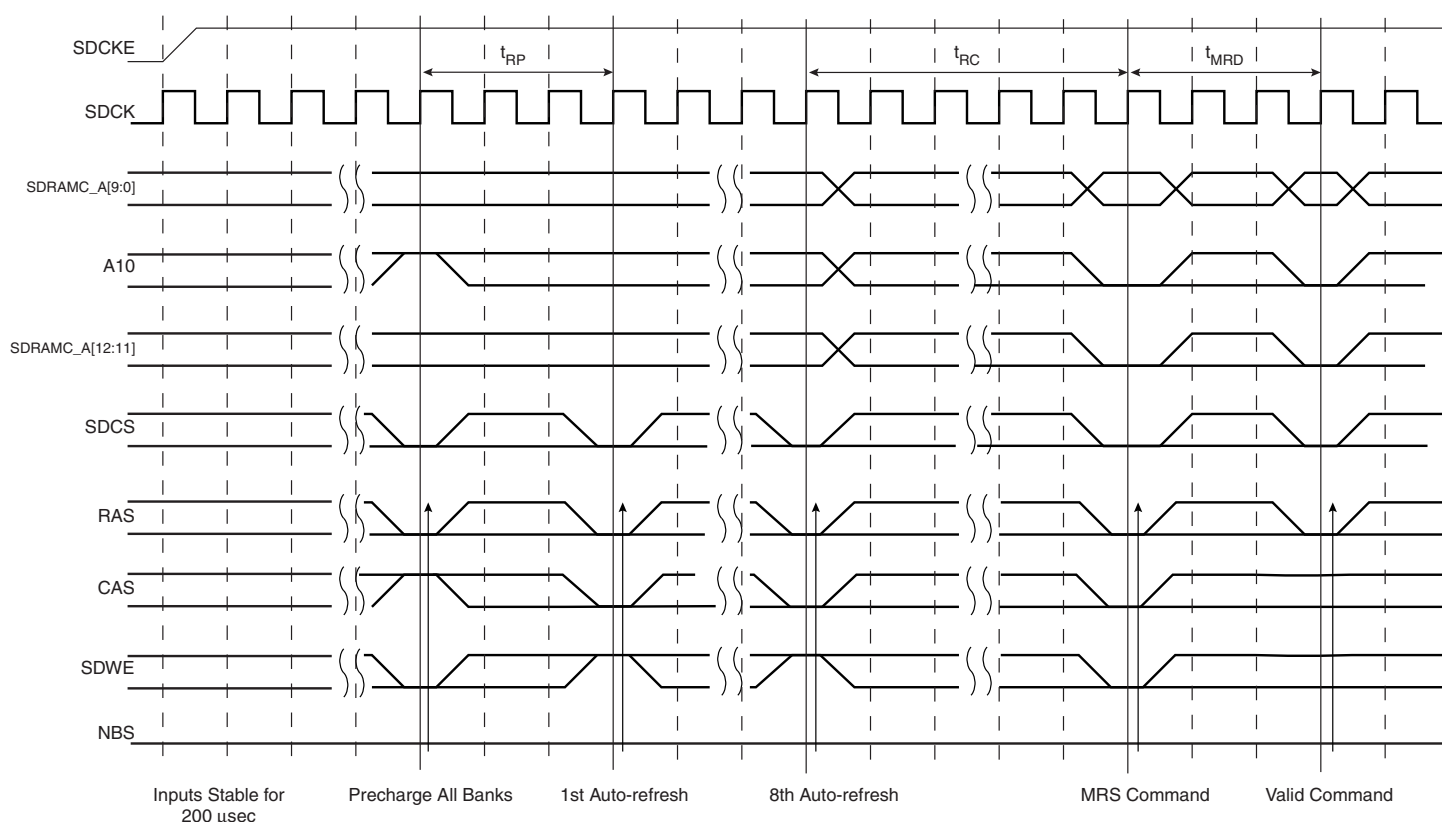 SDCKE
tRP
tRC
tMRD
SDCK
SDRAMC_A[9:0]
A10
SDRAMC_A[12:11]
SDCS
RAS
CAS
SDWE
NBS
Inputs Stable for
200 μsec
Precharge All Banks
1st Auto-refresh
8th Auto-refresh
MRS Command
Valid Command